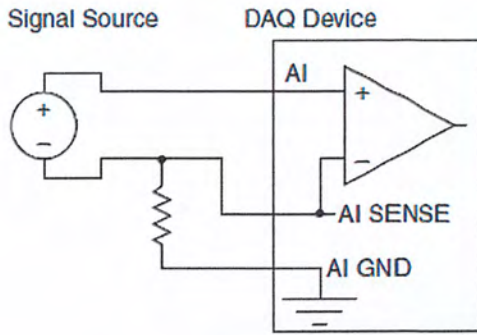 Signal Source
DAQ Device
AI
+
+
−
−
AI SENSE
AI GND